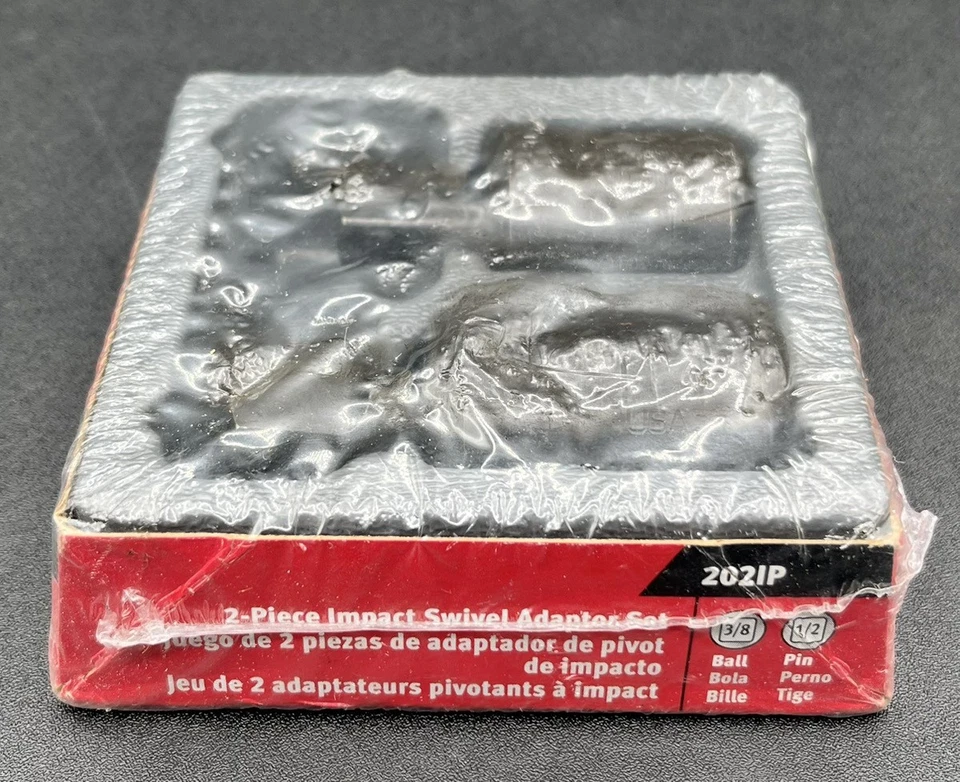 USA
202IP
2-Piece Impact Swivel Adaptor Set
Juego de 2 piezas de adaptador de pivot
de impacto
Jeu de 2 adaptateurs pivotants à impact
3/8 1/2
Ball Pin
Bola Perno
Bille Tige